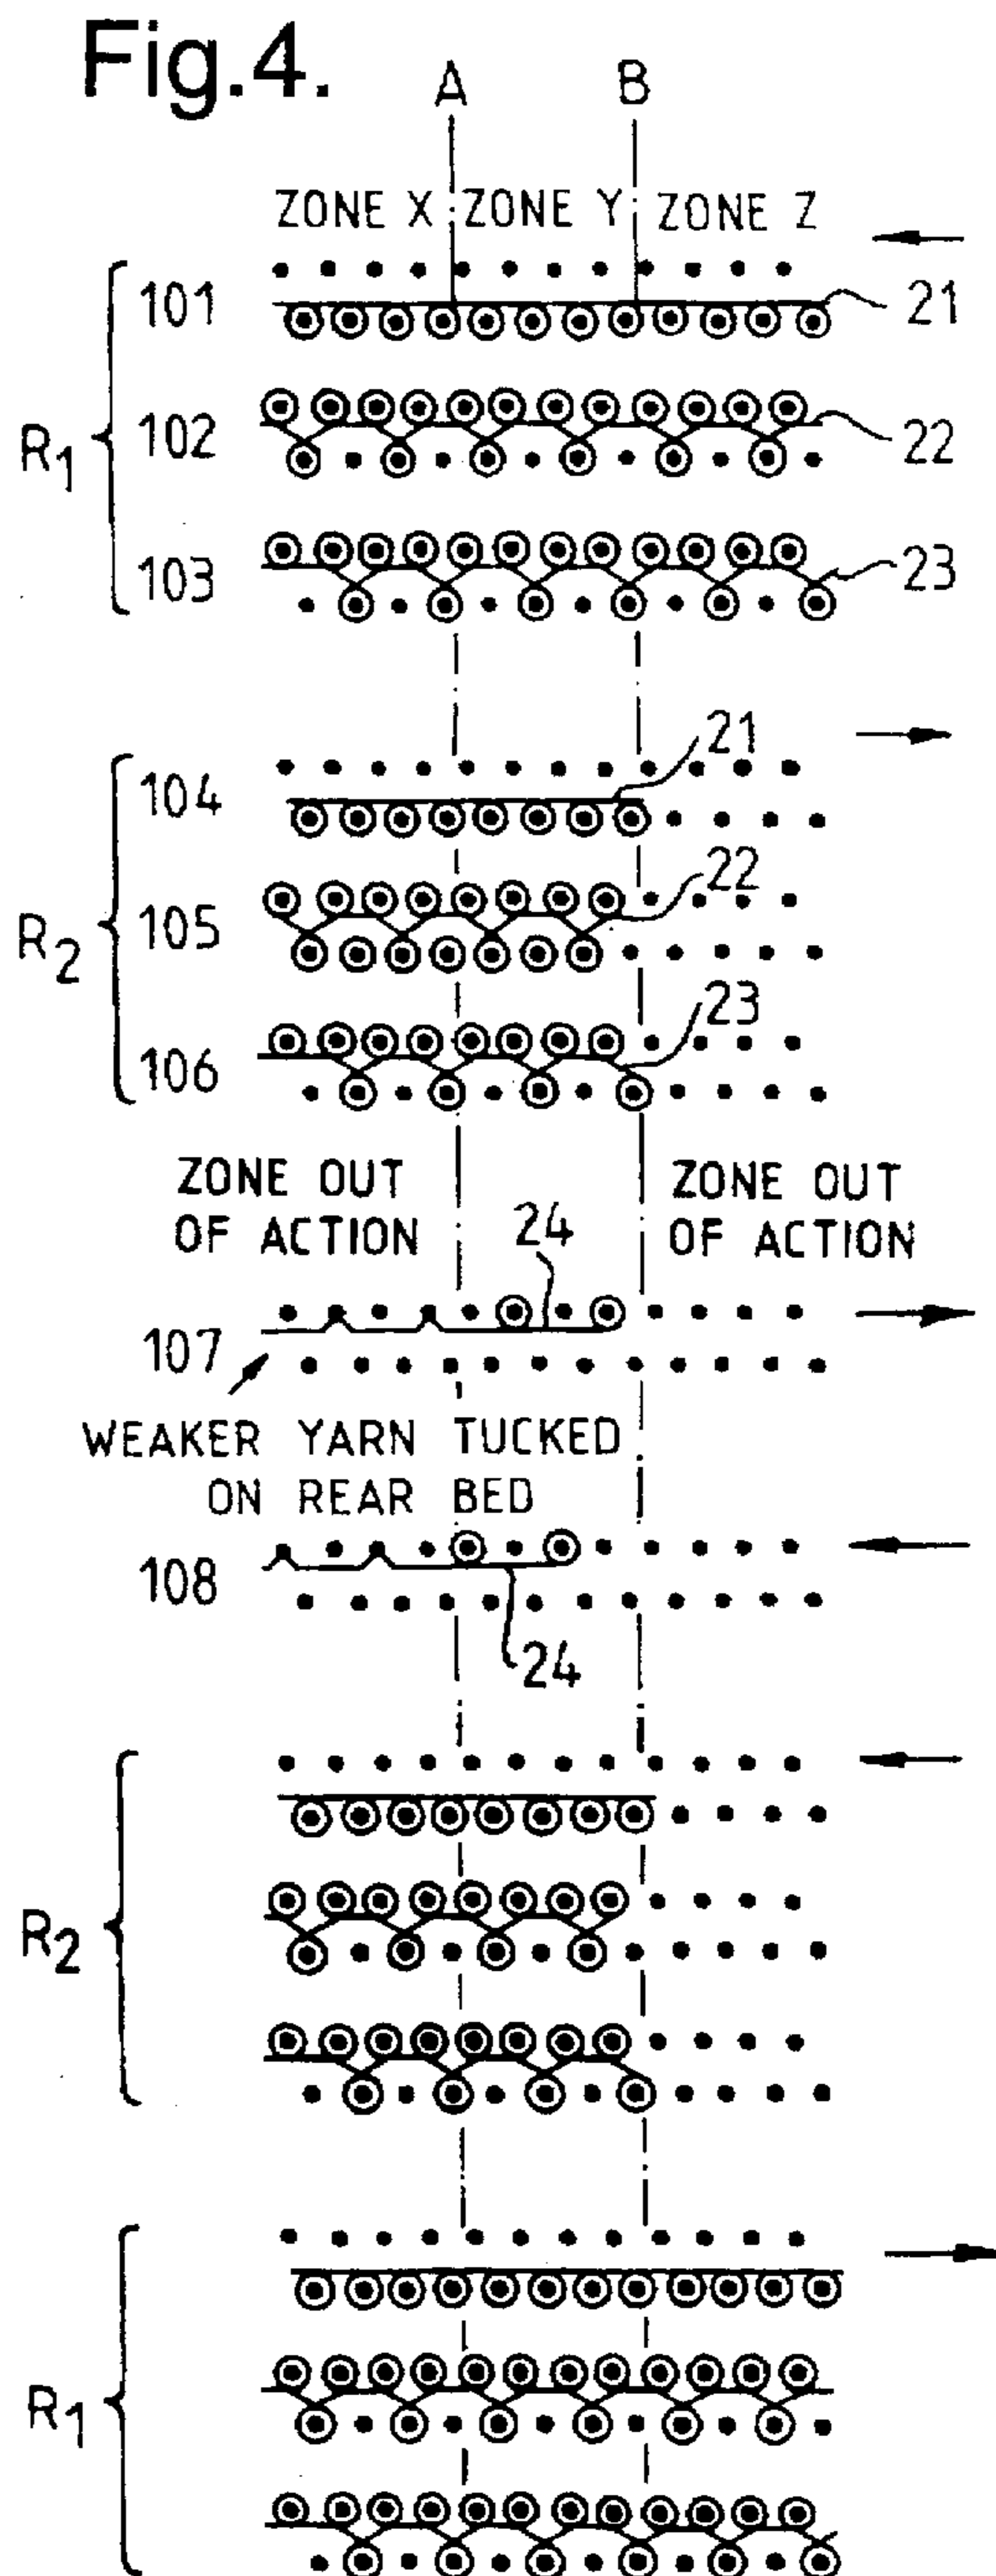 Fig.4.
A B
ZONE X ZONE Y ZONE Z
101 21
R1 102 22
103 23
104 21
R2 105 22
106 23
ZONE OUT OF ACTION
ZONE OUT OF ACTION
24
107
WEAKER YARN TUCKED
ON REAR BED
108
24
R2
R1